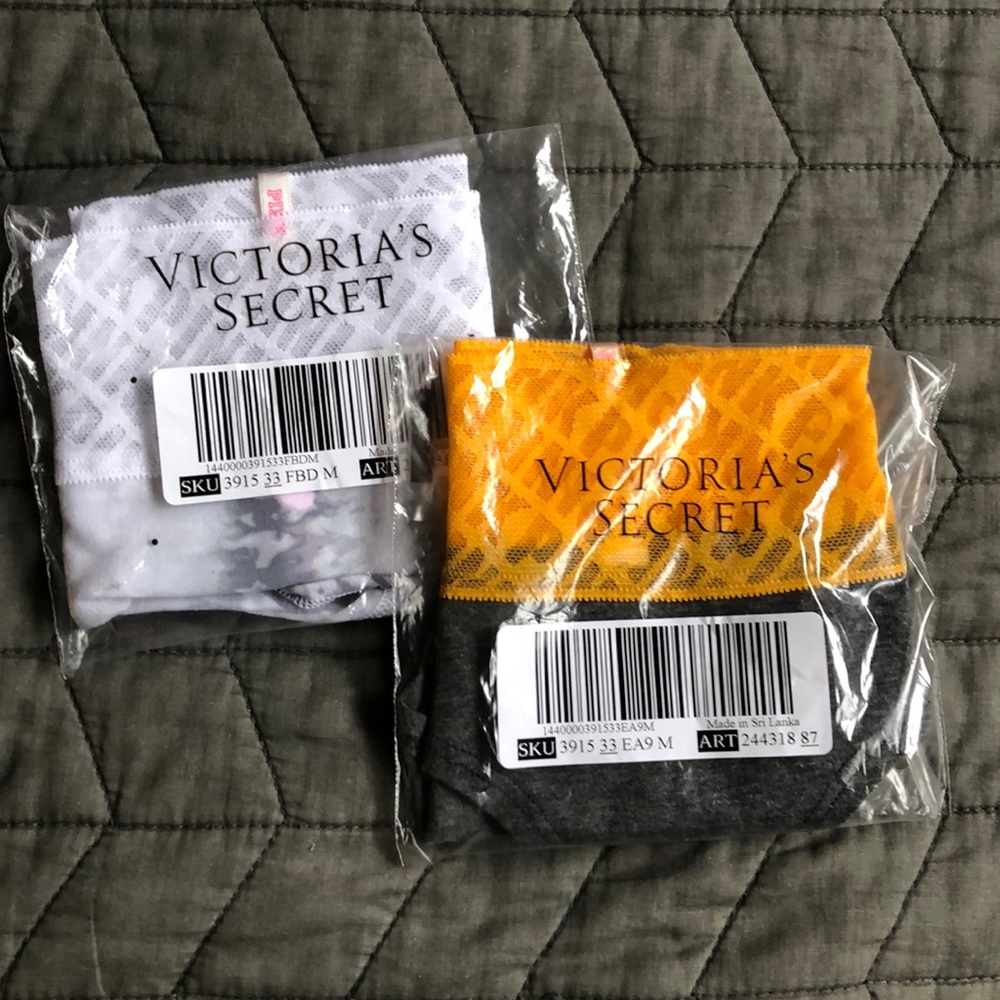 VICTORIA'S
SECRET
1440000391533FBDM
SKU 3915 33 FBD M ART
VICTORIA'S
SECRET
1440000391533EA9M Made in Sri Lanka
SKU 3915 33 EA9 M ART 244318 87